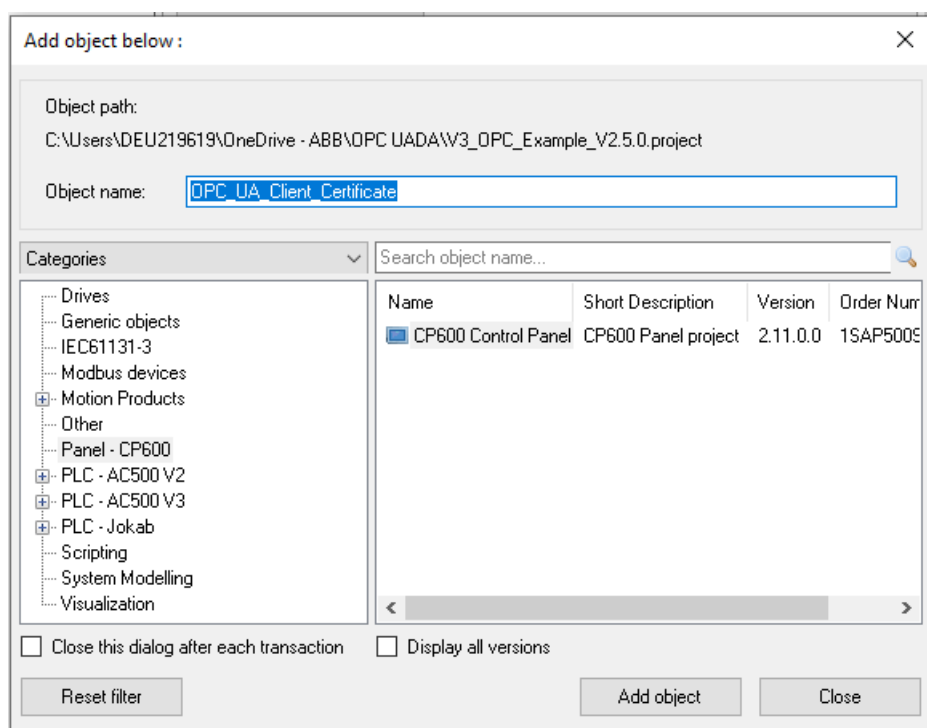 Add object below :
Object path:
C:\Users\DEU219619\OneDrive - ABB\OPC UADA\V3_OPC_Example_V2.5.0.project
Object name: OPC_UA_Client_Certificate
Categories
Search object name...
Drives
Generic objects
IEC61131-3
Modbus devices
Motion Products
Other
Panel - CP600
PLC - AC500 V2
PLC - AC500 V3
PLC - Jokab
Scripting
System Modelling
Visualization
Name Short Description Version Order Num
CP600 Control Panel CP600 Panel project 2.11.0.0 1SAP500S
Close this dialog after each transaction
Display all versions
Reset filter
Add object
Close